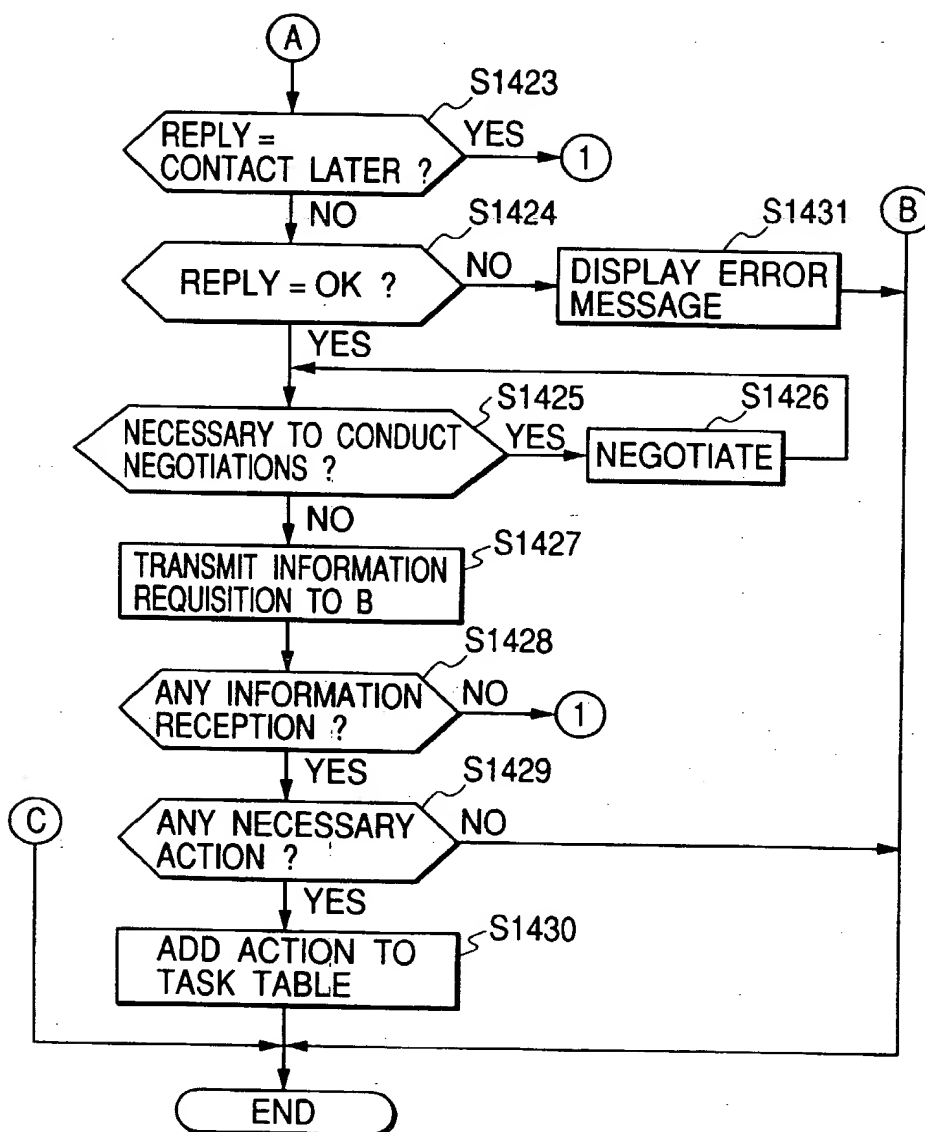 A
S1423
REPLY =
CONTACT LATER ?
YES
1
NO
S1424
REPLY = OK ?
NO
S1431
DISPLAY ERROR
MESSAGE
B
YES
S1425
NECESSARY TO CONDUCT
NEGOTIATIONS ?
YES
S1426
NEGOTIATE
NO
S1427
TRANSMIT INFORMATION
REQUISITION TO B
S1428
ANY INFORMATION
RECEPTION ?
NO
1
YES
S1429
C
ANY NECESSARY
ACTION ?
NO
YES
S1430
ADD ACTION TO
TASK TABLE
END